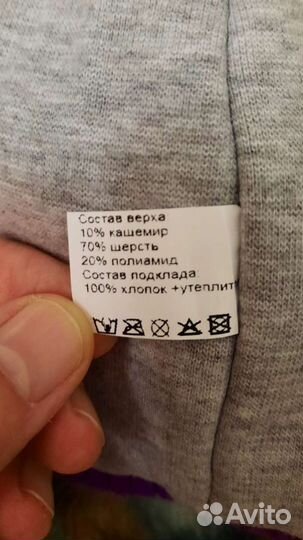 Состав верха:
10% кашемир
70% шерсть
20% полиамид
Состав подклада:
100% хлопок +утеплит
Avito